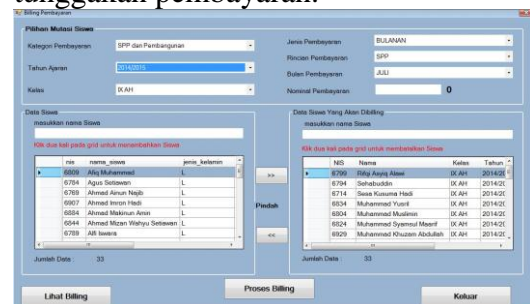 tunggakan pembayaran.
Billing Pembayaran
Pilihan Mutasi Siswa
Kategori Pembayaran SPP dan Pembangunan
Tahun Ajaran 2014/2015
Kelas IX AH
Jenis Pembayaran BULANAN
Rincian Pembayaran SPP
Bulan Pembayaran JULI
Nominal Pembayaran 0
Data Siswa
masukkan nama Siswa
Klik dua kali pada grid untuk menambahkan Siswa
nis nama_siswa jenis_kelamin
6809 Afiq Muhammad L
6784 Agus Setiawan L
6769 Ahmad Ainun Najib L
6907 Ahmad Imron Hadi L
6884 Ahmad Makinun Amin L
6844 Ahmad Mizan Wahyu Setiawan L
6789 Alfi Iswara L
Jumlah Data : 33
>>
Pindah
<<
Data Siswa Yang Akan Dibilling
masukkan nama Siswa
Klik dua kali pada grid untuk membatalkan Siswa
NIS Nama Kelas Tahun
6799 Rifqi Asyiq Alawi IX AH 2014/20
6794 Sehabuddin IX AH 2014/20
6714 Sesa Kusuma Hadi IX AH 2014/20
6834 Muhammad Yusril IX AH 2014/20
6804 Muhammad Muslimin IX AH 2014/20
6824 Muhammad Syamsul Maarif IX AH 2014/20
6929 Muhammad Khuzam Abdullah IX AH 2014/20
Jumlah Data : 33
Lihat Billing
Proses Billing
Keluar